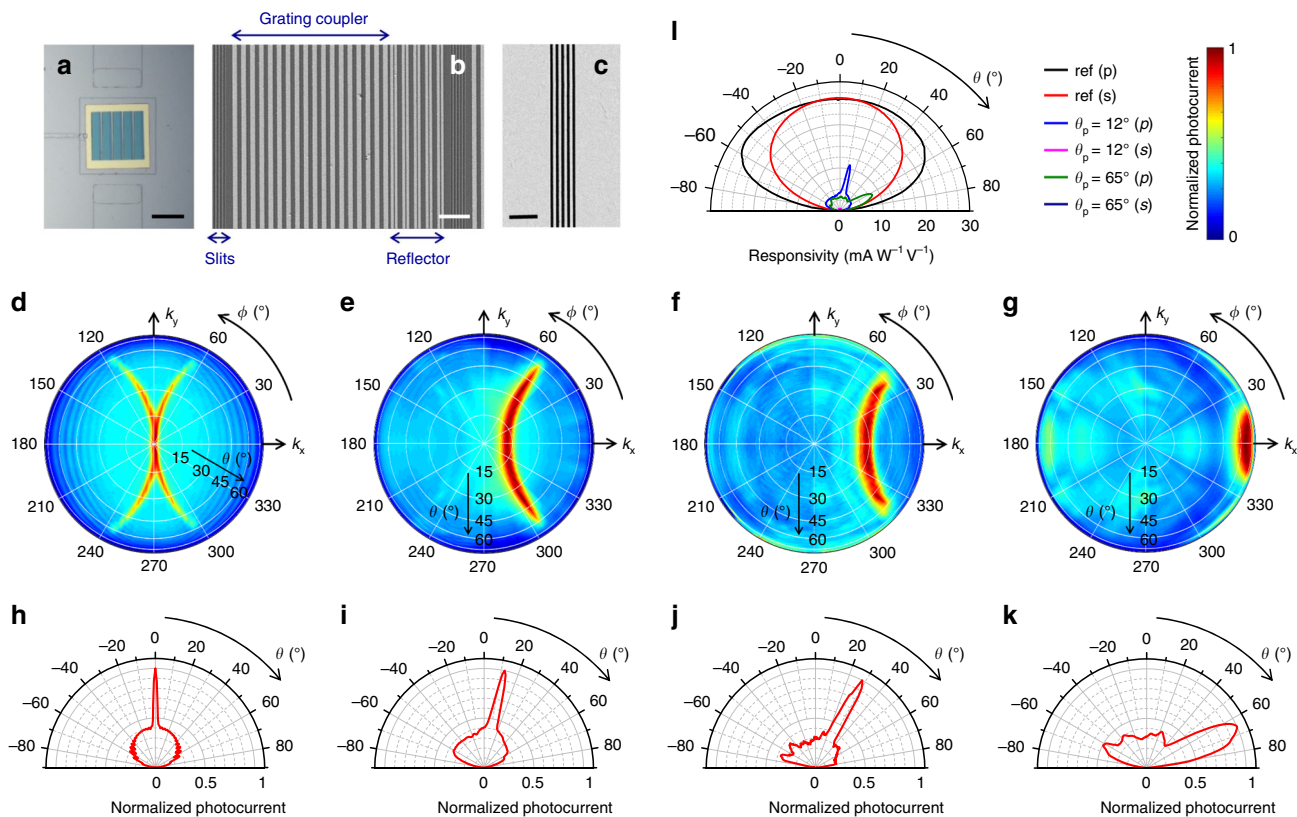 Grating coupler
a
b
c
Slits
Reflector
l
θ (°)
−80 −60 −40 −20 0 20 40 60 80
0 10 20 30
Responsivity (mA W⁻¹ V⁻¹)
ref (p)
ref (s)
θp = 12° (p)
θp = 12° (s)
θp = 65° (p)
θp = 65° (s)
Normalized photocurrent
1
0
d
ky
ϕ (°)
120 60
150 30
180 kx
θ (°)
15 30 45 60
210 330
240 300
270
e
ky
ϕ (°)
120 60
150 30
180 kx
θ (°)
15
30
45
60
210 330
240 300
270
f
ky
ϕ (°)
120 60
150 30
180 kx
θ (°)
15
30
45
60
210 330
240 300
270
g
ky
ϕ (°)
120 60
150 30
180 kx
θ (°)
15
30
45
60
210 330
240 300
270
h
θ (°)
−80 −60 −40 −20 0 20 40 60 80
0 0.5 1
Normalized photocurrent
i
θ (°)
−80 −60 −40 −20 0 20 40 60 80
0 0.5 1
Normalized photocurrent
j
θ (°)
−80 −60 −40 −20 0 20 40 60 80
0 0.5 1
Normalized photocurrent
k
θ (°)
−80 −60 −40 −20 0 20 40 60 80
0 0.5 1
Normalized photocurrent